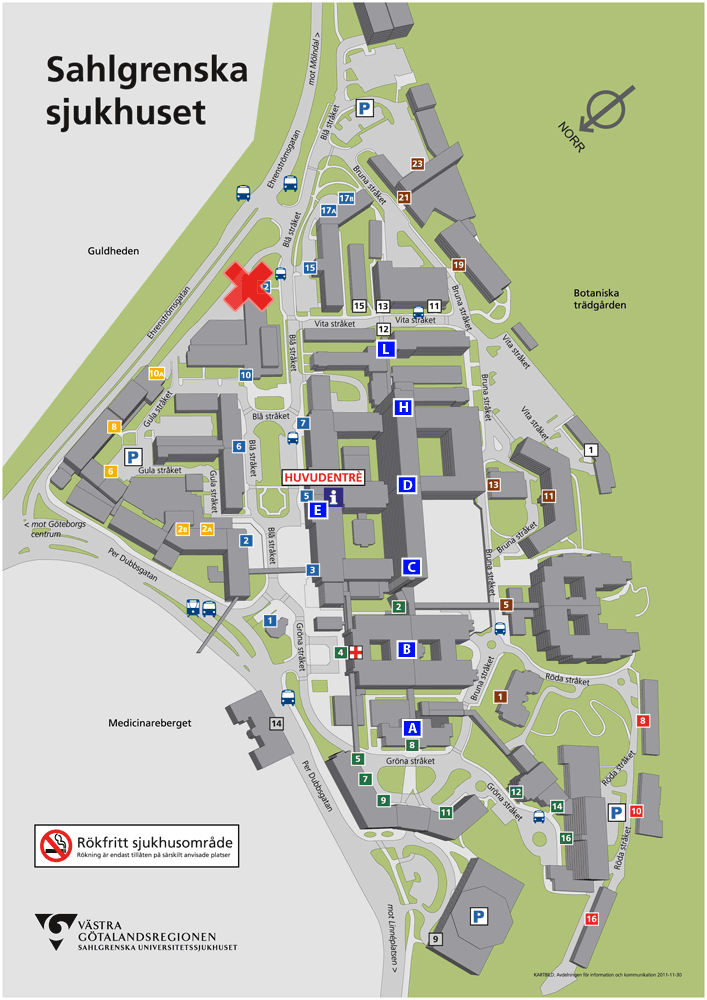 Sahlgrenska
sjukhuset
mot Mölndal >
Ehrenströmsgatan
Blå stråket
P
NORR
23
Bruna stråket
21
17B
17A
Blå stråket
Guldheden
15
19
Botaniska
trädgården
Ehrenströmsgatan
15
13
11
Bruna stråket
Vita stråket
Vita stråket
12
Vita stråket
L
Blå stråket
10A
10
Bruna stråket
Gula stråket
H
Blå stråket
7
Vita stråket
8
6
Blå stråket
1
P
Gula stråket
6
Gula stråket
HUVUDENTRÉ
5
i
D
13
11
E
< mot Göteborgs
centrum
2B
2A
2
Blå stråket
Bruna stråket
Per Dubbsgatan
3
C
Bruna stråket
2
5
1
Gröna stråket
4
B
Bruna stråket
Röda stråket
1
Medicinareberget
14
A
8
8
5
Gröna stråket
Per Dubbsgatan
7
Röda stråket
9
12
Gröna stråket
14
11
P
10
16
Röda stråket
Rökfritt sjukhusområde
Rökning är endast tillåten på särskilt anvisade platser
mot Linnéplatsen >
P
16
9
VÄSTRA
GÖTALANDSREGIONEN
SAHLGRENSKA UNIVERSITETSSJUKHUSET
KARTBILD: Avdelningen för information och kommunikation 2011-11-30